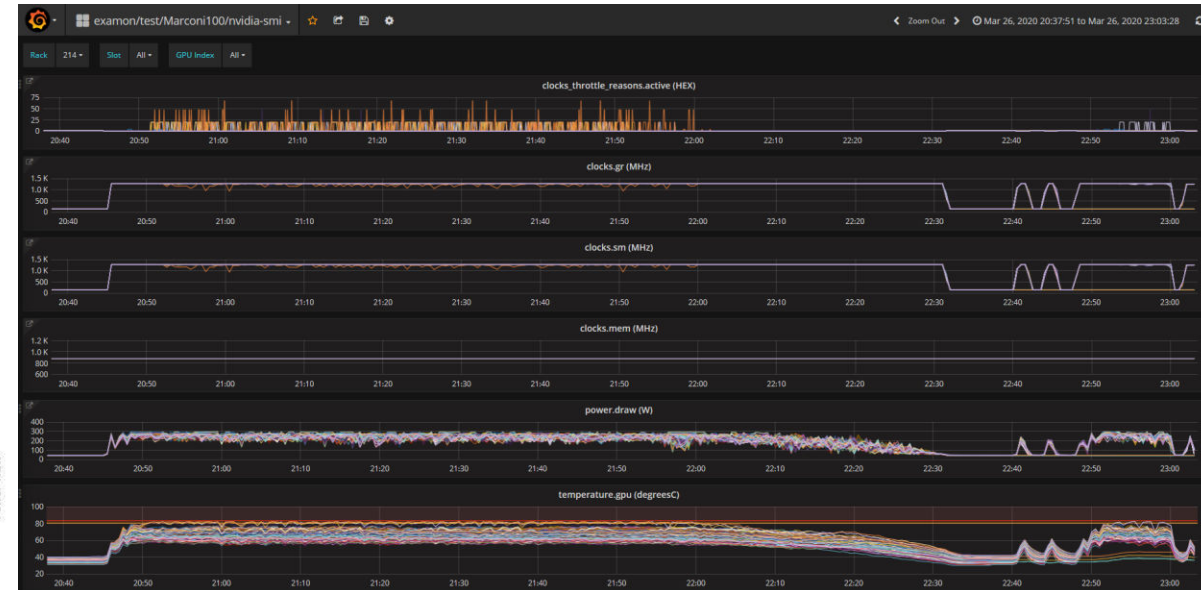 examon/test/Marconi100/nvidia-smi
Zoom Out Mar 26, 2020 20:37:51 to Mar 26, 2020 23:03:28
Rack 214 Slot All GPU Index All
clocks_throttle_reasons.active (HEX)
75
50
25
0
20:40 20:50 21:00 21:10 21:20 21:30 21:40 21:50 22:00 22:10 22:20 22:30 22:40 22:50 23:00
clocks.gr (MHz)
1.5 K
1.0 K
500
0
20:40 20:50 21:00 21:10 21:20 21:30 21:40 21:50 22:00 22:10 22:20 22:30 22:40 22:50 23:00
clocks.sm (MHz)
1.5 K
1.0 K
500
0
20:40 20:50 21:00 21:10 21:20 21:30 21:40 21:50 22:00 22:10 22:20 22:30 22:40 22:50 23:00
clocks.mem (MHz)
1.2 K
1.0 K
800
600
20:40 20:50 21:00 21:10 21:20 21:30 21:40 21:50 22:00 22:10 22:20 22:30 22:40 22:50 23:00
power.draw (W)
400
300
200
100
0
20:40 20:50 21:00 21:10 21:20 21:30 21:40 21:50 22:00 22:10 22:20 22:30 22:40 22:50 23:00
temperature.gpu (degreesC)
100
80
60
40
20
20:40 20:50 21:00 21:10 21:20 21:30 21:40 21:50 22:00 22:10 22:20 22:30 22:40 22:50 23:00